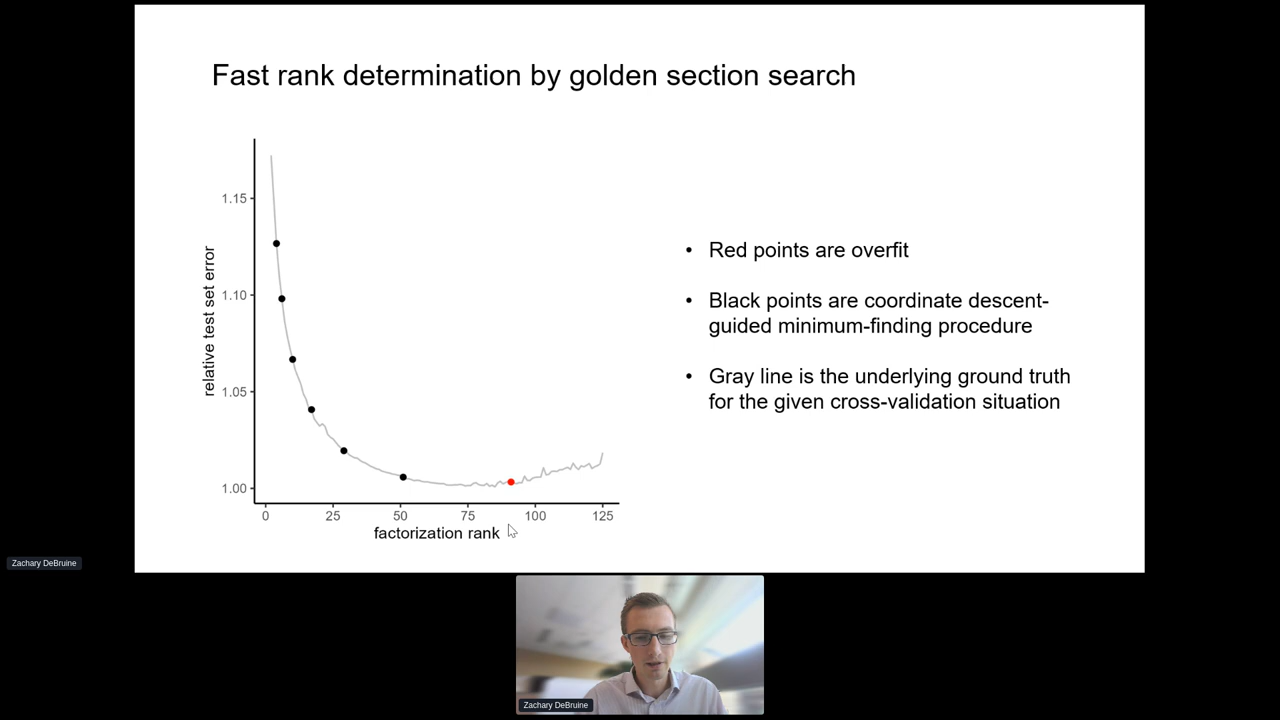 Fast rank determination by golden section search
1.15
1.10
1.05
1.00
relative test set error
0 25 50 75 100 125
factorization rank
• Red points are overfit
• Black points are coordinate descent-
guided minimum-finding procedure
• Gray line is the underlying ground truth
for the given cross-validation situation
Zachary DeBruine
Zachary DeBruine